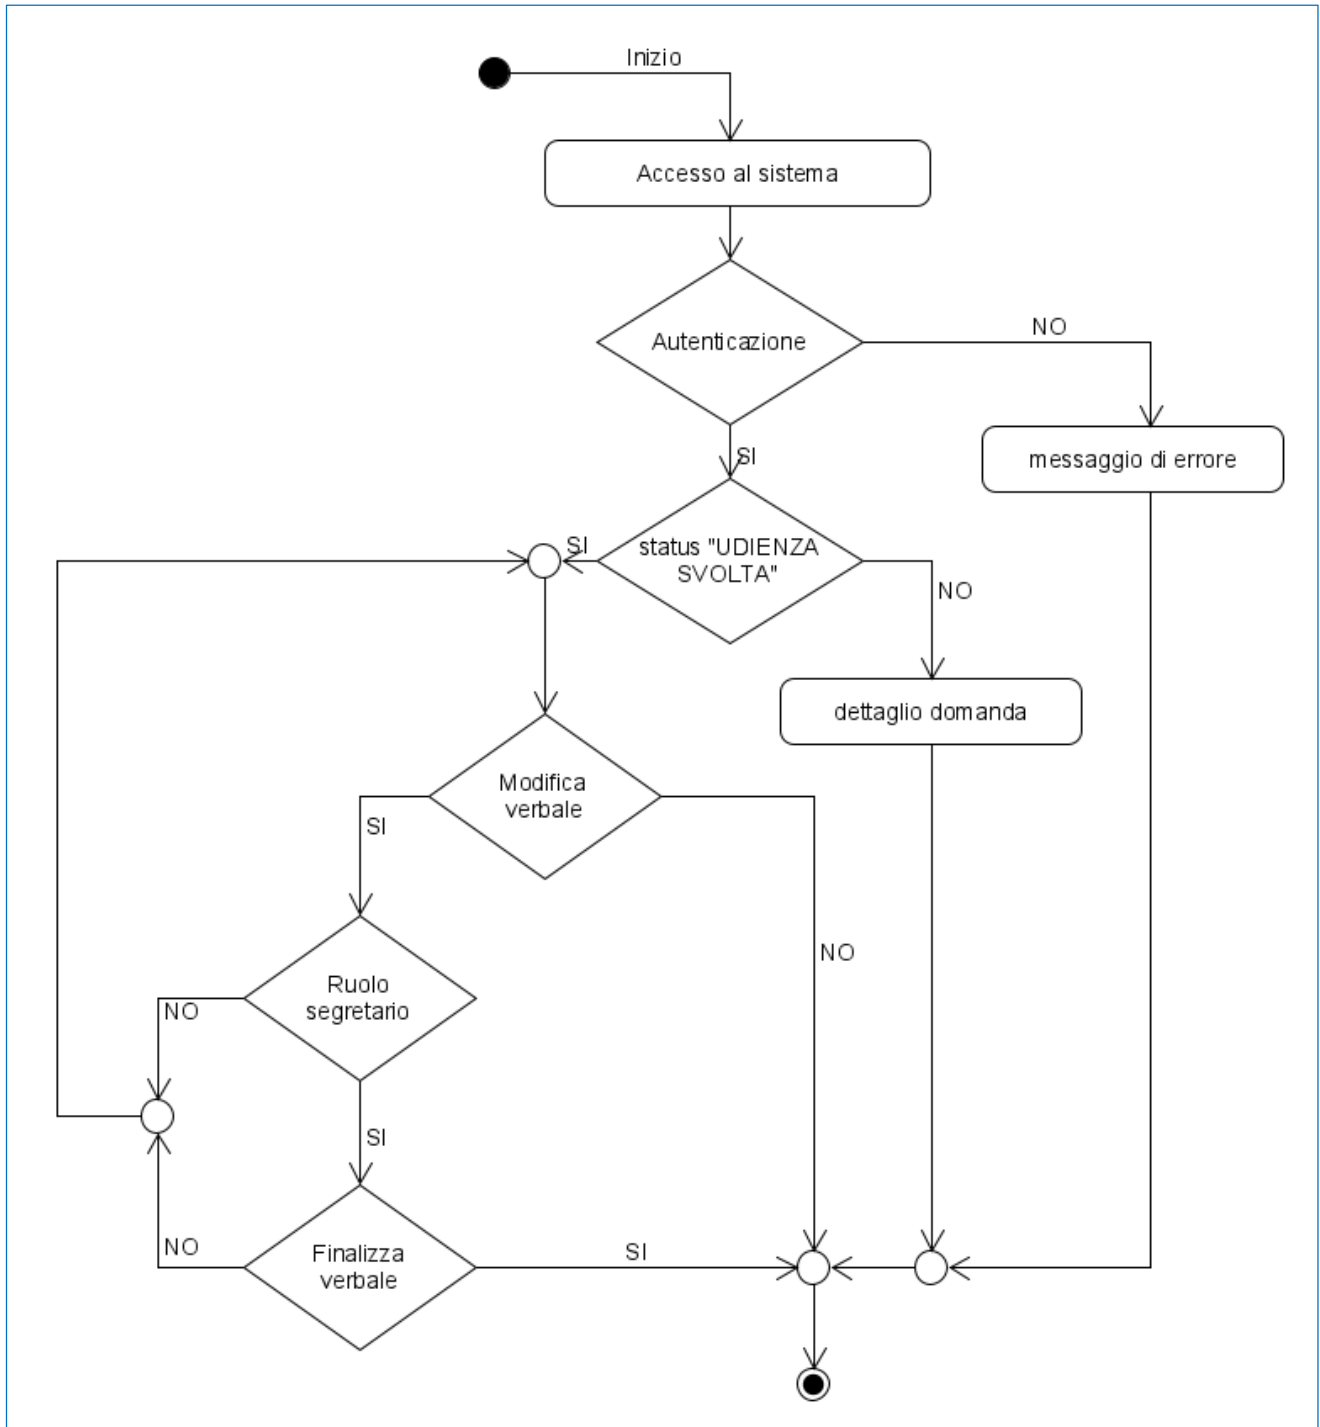 Inizio
Accesso al sistema
Autenticazione
NO
SI
messaggio di errore
status "UDIENZA
SVOLTA"
SI
NO
dettaglio domanda
Modifica
verbale
SI
NO
Ruolo
segretario
NO
SI
Finalizza
verbale
NO
SI